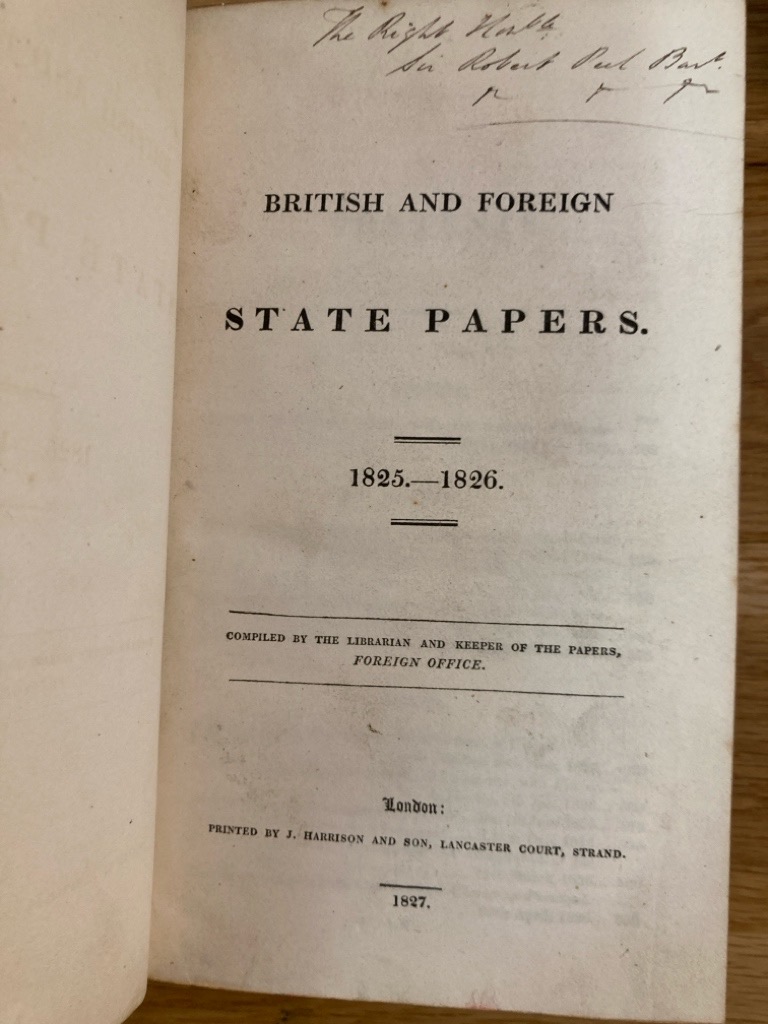 The Right Honble
Sir Robert Peel Bart.
BRITISH AND FOREIGN
STATE PAPERS.
1825.—1826.
COMPILED BY THE LIBRARIAN AND KEEPER OF THE PAPERS,
FOREIGN OFFICE.
London:
PRINTED BY J. HARRISON AND SON, LANCASTER COURT, STRAND.
1827.